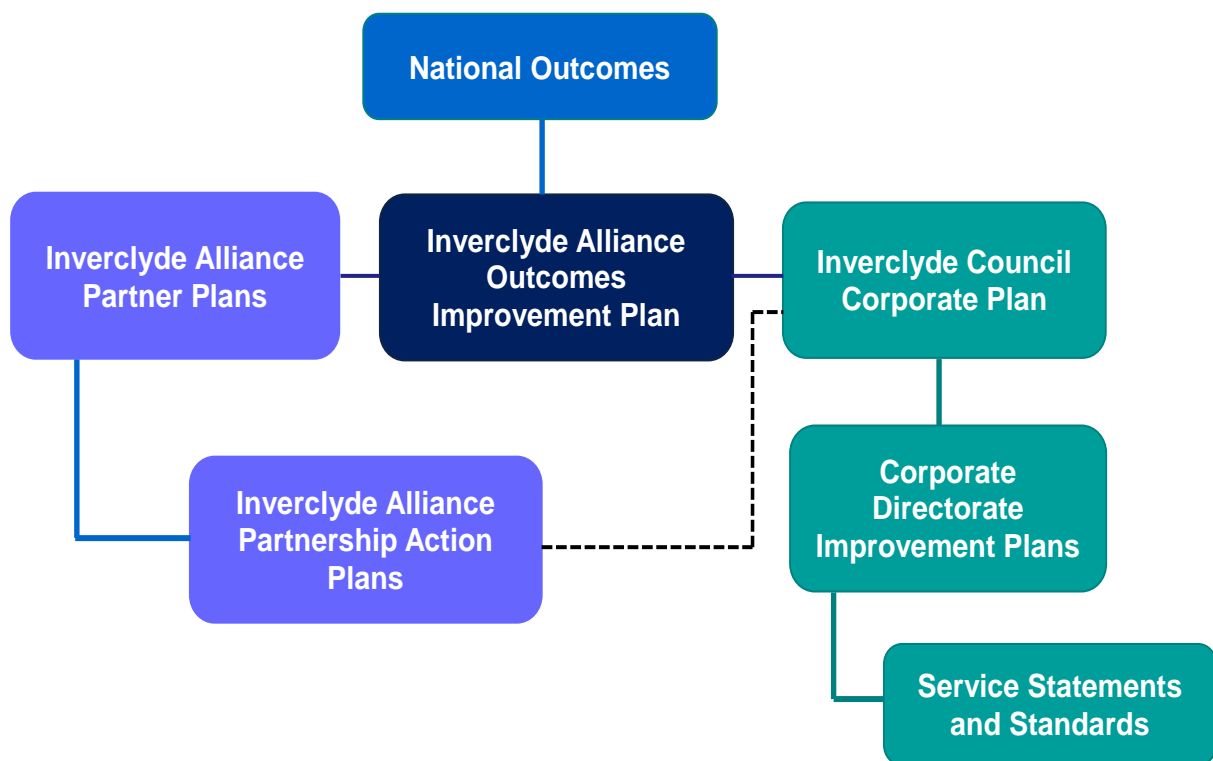 National Outcomes
Inverclyde Alliance
Partner Plans
Inverclyde Alliance
Outcomes
Improvement Plan
Inverclyde Council
Corporate Plan
Inverclyde Alliance
Partnership Action
Plans
Corporate
Directorate
Improvement Plans
Service Statements
and Standards